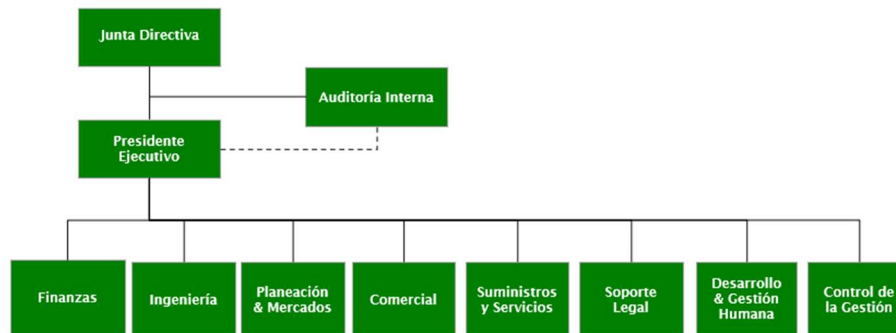 Junta Directiva
Auditoría Interna
Presidente
Ejecutivo
Finanzas
Ingeniería
Planeación
& Mercados
Comercial
Suministros
y Servicios
Soporte
Legal
Desarrollo
& Gestión
Humana
Control de
la Gestión